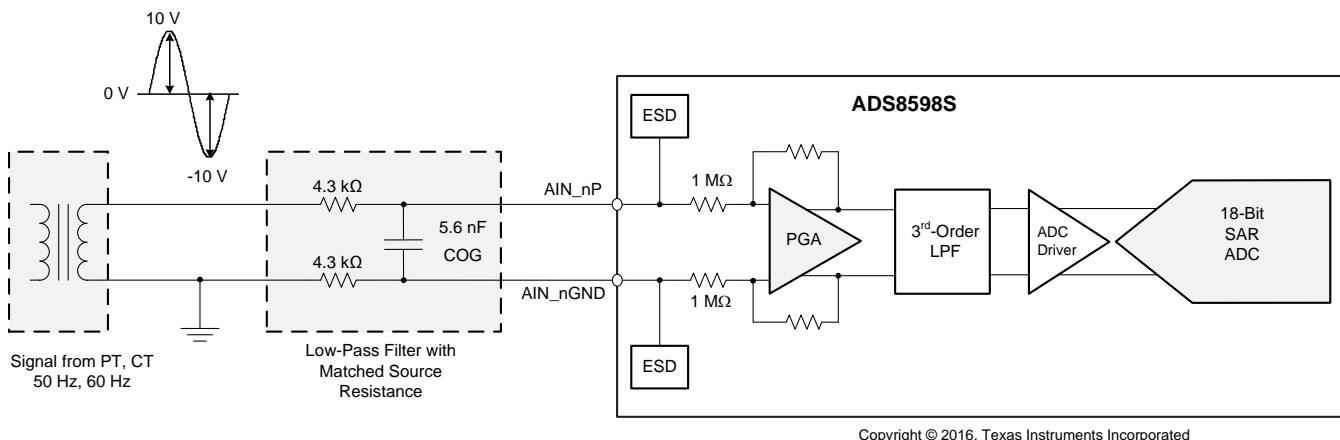 10 V
0 V
-10 V
ADS8598S
ESD
4.3 kΩ
AIN_nP
1 MΩ
5.6 nF
COG
PGA
3rd-Order
LPF
ADC
Driver
18-Bit
SAR
ADC
4.3 kΩ
AIN_nGND
1 MΩ
ESD
Signal from PT, CT
50 Hz, 60 Hz
Low-Pass Filter with
Matched Source
Resistance
Copyright © 2016, Texas Instruments Incorporated